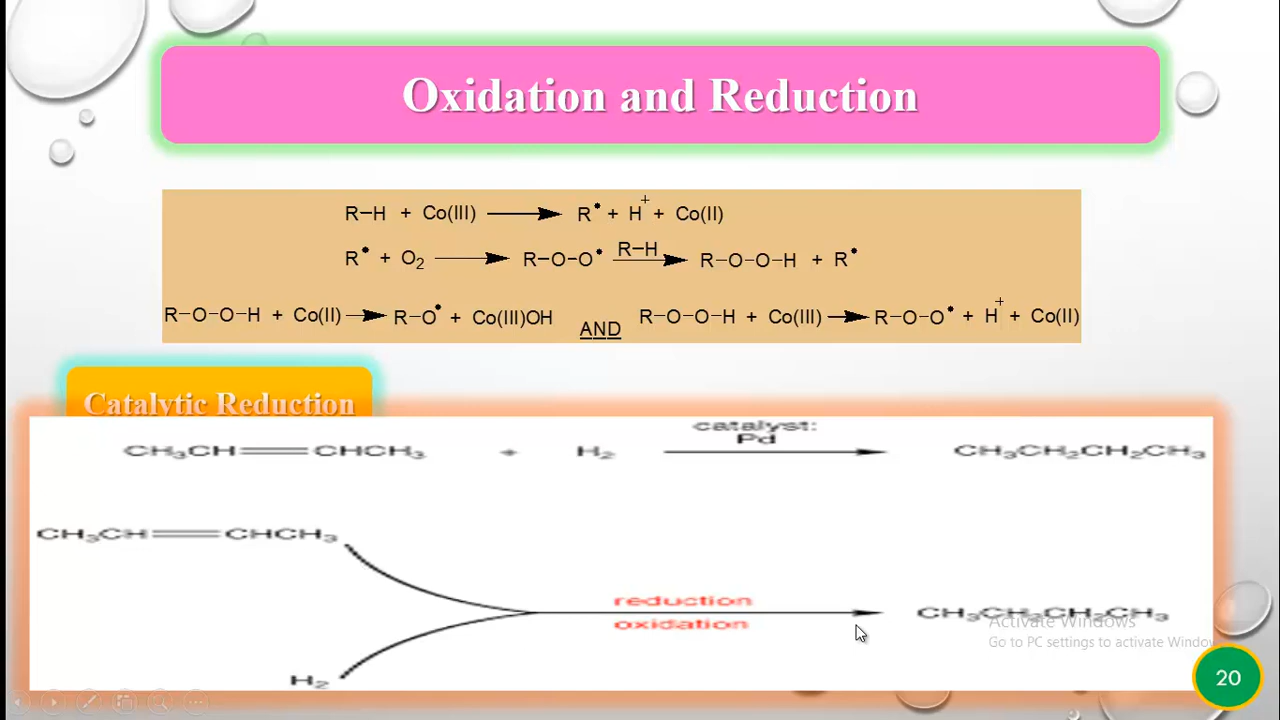 Oxidation and Reduction
R–H + Co(III) ⟶ R• + H⁺ + Co(II)
R• + O₂ ⟶ R–O–O• R–H ⟶ R–O–O–H + R•
R–O–O–H + Co(II) ⟶ R–O• + Co(III)OH AND R–O–O–H + Co(III) ⟶ R–O–O• + H⁺ + Co(II)
Catalytic Reduction
catalyst:
Pd
CH₃CH=CHCH₃ + H₂ ⟶ CH₃CH₂CH₂CH₃
CH₃CH=CHCH₃
reduction
oxidation
CH₃CH₂CH₂CH₃
H₂
Activate Windows
Go to PC settings to activate Window
20